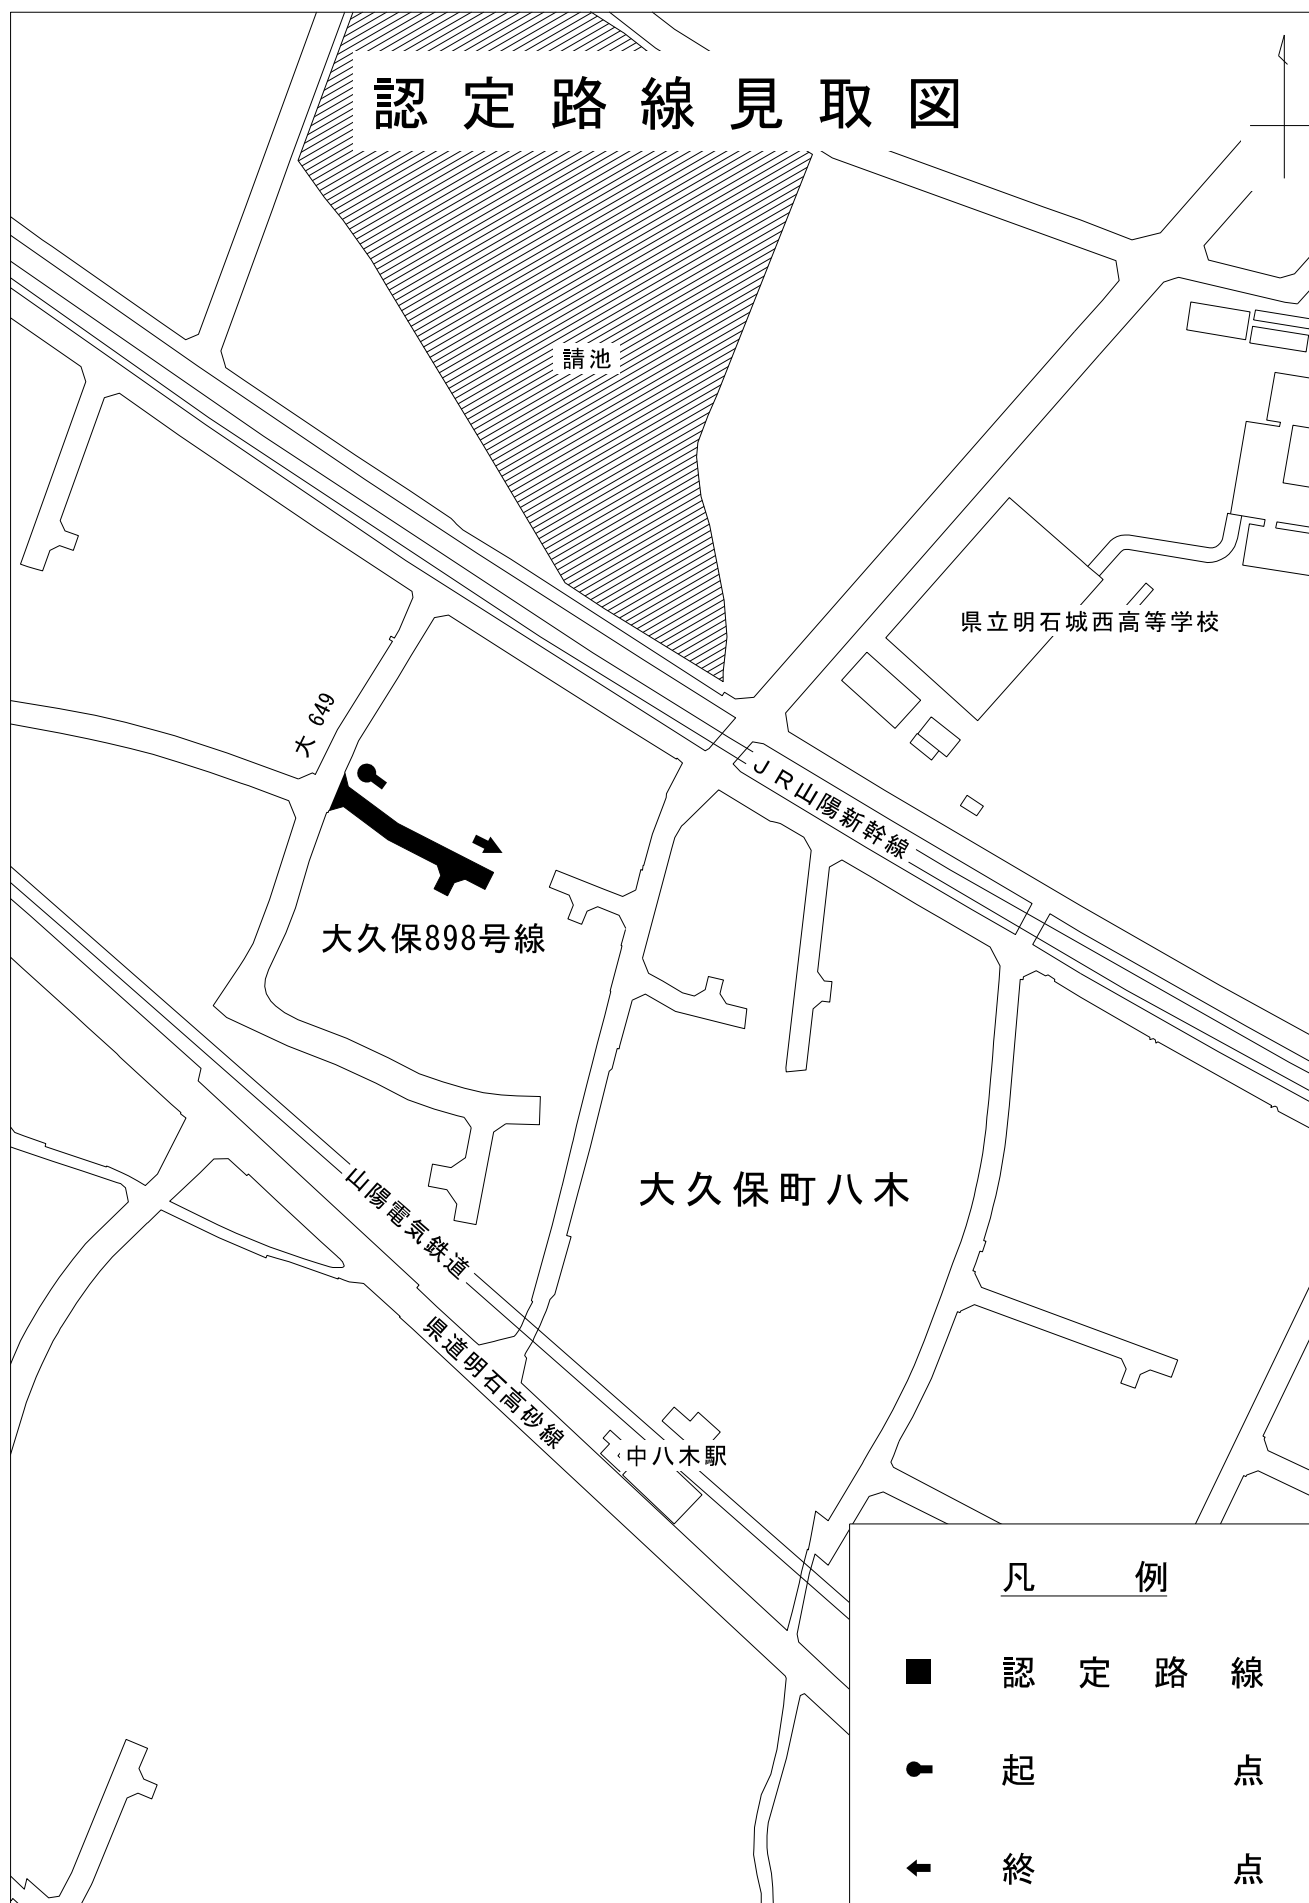 認定路線見取図
請池
県立明石城西高等学校
大 649
JR山陽新幹線
大久保898号線
大久保町八木
山陽電気鉄道
県道明石高砂線
中八木駅
凡例
認定路線
起点
終点